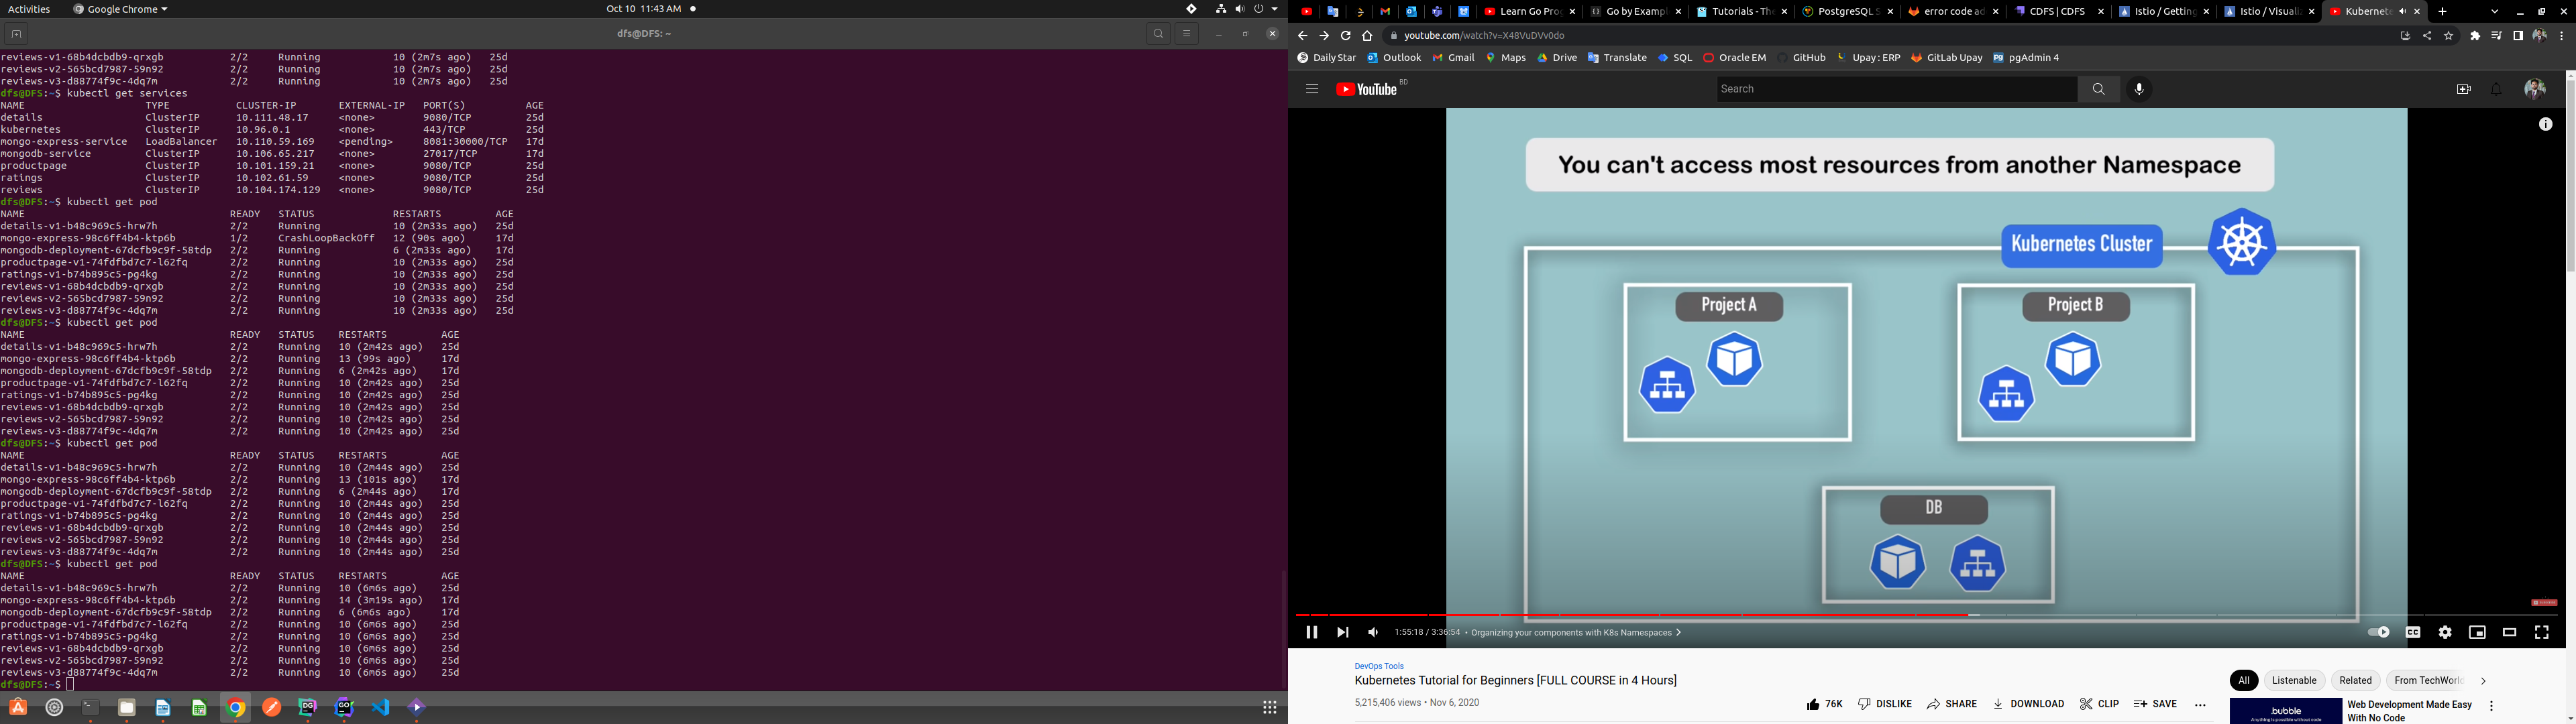 Activities
Google Chrome
Oct 10 11:43 AM
dfs@DFS: ~
reviews-v1-68b4dcbdb9-qrxgb 2/2 Running 10 (2m7s ago) 25d
reviews-v2-565bcd7987-59n92 2/2 Running 10 (2m7s ago) 25d
reviews-v3-d88774f9c-4dq7m 2/2 Running 10 (2m7s ago) 25d
dfs@DFS:~$ kubectl get services
NAME TYPE CLUSTER-IP EXTERNAL-IP PORT(S) AGE
details ClusterIP 10.111.48.17 <none> 9080/TCP 25d
kubernetes ClusterIP 10.96.0.1 <none> 443/TCP 25d
mongo-express-service LoadBalancer 10.110.59.169 <pending> 8081:30000/TCP 17d
mongodb-service ClusterIP 10.106.65.217 <none> 27017/TCP 17d
productpage ClusterIP 10.101.159.21 <none> 9080/TCP 25d
ratings ClusterIP 10.102.61.59 <none> 9080/TCP 25d
reviews ClusterIP 10.104.174.129 <none> 9080/TCP 25d
dfs@DFS:~$ kubectl get pod
NAME READY STATUS RESTARTS AGE
details-v1-b48c969c5-hrw7h 2/2 Running 10 (2m33s ago) 25d
mongo-express-98c6ff4b4-ktp6b 1/2 CrashLoopBackOff 12 (90s ago) 17d
mongodb-deployment-67dcfb9c9f-58tdp 2/2 Running 6 (2m33s ago) 17d
productpage-v1-74fdfbd7c7-l62fq 2/2 Running 10 (2m33s ago) 25d
ratings-v1-b74b895c5-pg4kg 2/2 Running 10 (2m33s ago) 25d
reviews-v1-68b4dcbdb9-qrxgb 2/2 Running 10 (2m33s ago) 25d
reviews-v2-565bcd7987-59n92 2/2 Running 10 (2m33s ago) 25d
reviews-v3-d88774f9c-4dq7m 2/2 Running 10 (2m33s ago) 25d
dfs@DFS:~$ kubectl get pod
NAME READY STATUS RESTARTS AGE
details-v1-b48c969c5-hrw7h 2/2 Running 10 (2m42s ago) 25d
mongo-express-98c6ff4b4-ktp6b 2/2 Running 13 (99s ago) 17d
mongodb-deployment-67dcfb9c9f-58tdp 2/2 Running 6 (2m42s ago) 17d
productpage-v1-74fdfbd7c7-l62fq 2/2 Running 10 (2m42s ago) 25d
ratings-v1-b74b895c5-pg4kg 2/2 Running 10 (2m42s ago) 25d
reviews-v1-68b4dcbdb9-qrxgb 2/2 Running 10 (2m42s ago) 25d
reviews-v2-565bcd7987-59n92 2/2 Running 10 (2m42s ago) 25d
reviews-v3-d88774f9c-4dq7m 2/2 Running 10 (2m42s ago) 25d
dfs@DFS:~$ kubectl get pod
NAME READY STATUS RESTARTS AGE
details-v1-b48c969c5-hrw7h 2/2 Running 10 (2m44s ago) 25d
mongo-express-98c6ff4b4-ktp6b 2/2 Running 13 (101s ago) 17d
mongodb-deployment-67dcfb9c9f-58tdp 2/2 Running 6 (2m44s ago) 17d
productpage-v1-74fdfbd7c7-l62fq 2/2 Running 10 (2m44s ago) 25d
ratings-v1-b74b895c5-pg4kg 2/2 Running 10 (2m44s ago) 25d
reviews-v1-68b4dcbdb9-qrxgb 2/2 Running 10 (2m44s ago) 25d
reviews-v2-565bcd7987-59n92 2/2 Running 10 (2m44s ago) 25d
reviews-v3-d88774f9c-4dq7m 2/2 Running 10 (2m44s ago) 25d
dfs@DFS:~$ kubectl get pod
NAME READY STATUS RESTARTS AGE
details-v1-b48c969c5-hrw7h 2/2 Running 10 (6m6s ago) 25d
mongo-express-98c6ff4b4-ktp6b 2/2 Running 14 (3m19s ago) 17d
mongodb-deployment-67dcfb9c9f-58tdp 2/2 Running 6 (6m6s ago) 17d
productpage-v1-74fdfbd7c7-l62fq 2/2 Running 10 (6m6s ago) 25d
ratings-v1-b74b895c5-pg4kg 2/2 Running 10 (6m6s ago) 25d
reviews-v1-68b4dcbdb9-qrxgb 2/2 Running 10 (6m6s ago) 25d
reviews-v2-565bcd7987-59n92 2/2 Running 10 (6m6s ago) 25d
reviews-v3-d88774f9c-4dq7m 2/2 Running 10 (6m6s ago) 25d
dfs@DFS:~$
DG
GO
Learn Go Prog Go by Exampl Tutorials - The PostgreSQL S error code ad CDFS | CDFS Istio / Getting Istio / Visualiz Kubernete
youtube.com/watch?v=X48VuDVv0do
Daily Star Outlook Gmail Maps Drive Translate SQL Oracle EM GitHub Upay : ERP GitLab Upay pgAdmin 4
YouTube BD
Search
You can't access most resources from another Namespace
Kubernetes Cluster
Project A
Project B
DB
1:55:18 / 3:36:54 • Organizing your components with K8s Namespaces
CC
DevOps Tools
Kubernetes Tutorial for Beginners [FULL COURSE in 4 Hours]
5,215,406 views • Nov 6, 2020
76K DISLIKE SHARE DOWNLOAD CLIP SAVE
All Listenable Related From TechWorld
.bubble
Anything is possible without code!
Web Development Made Easy
With No Code